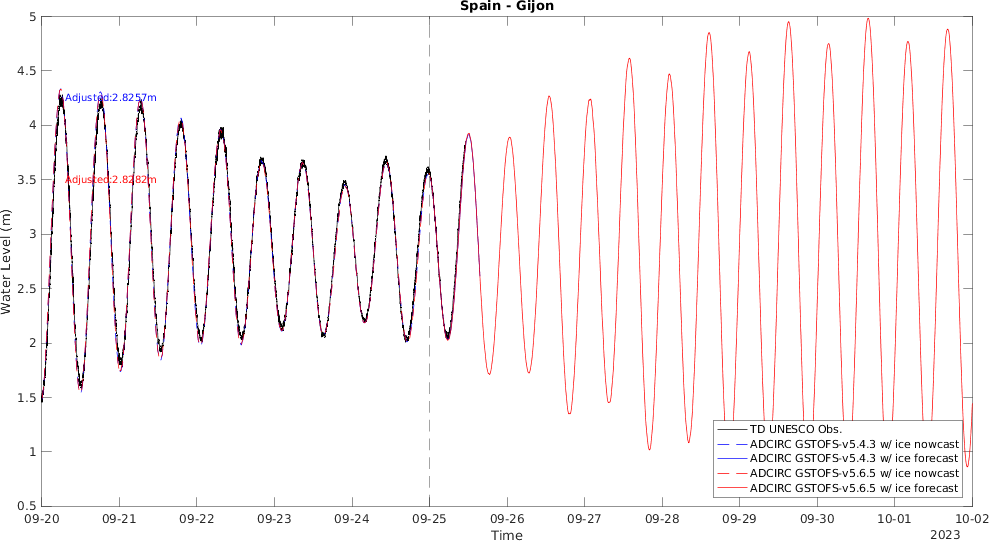 Spain - Gijon
5
4.5
4
3.5
3
2.5
2
1.5
1
0.5
Water Level (m)
Adjusted:2.8257m
Adjusted:2.8282m
TD UNESCO Obs.
ADCIRC GSTOFS-v5.4.3 w/ ice nowcast
ADCIRC GSTOFS-v5.4.3 w/ ice forecast
ADCIRC GSTOFS-v5.6.5 w/ ice nowcast
ADCIRC GSTOFS-v5.6.5 w/ ice forecast
09-20 09-21 09-22 09-23 09-24 09-25 09-26 09-27 09-28 09-29 09-30 10-01 10-02
Time
2023